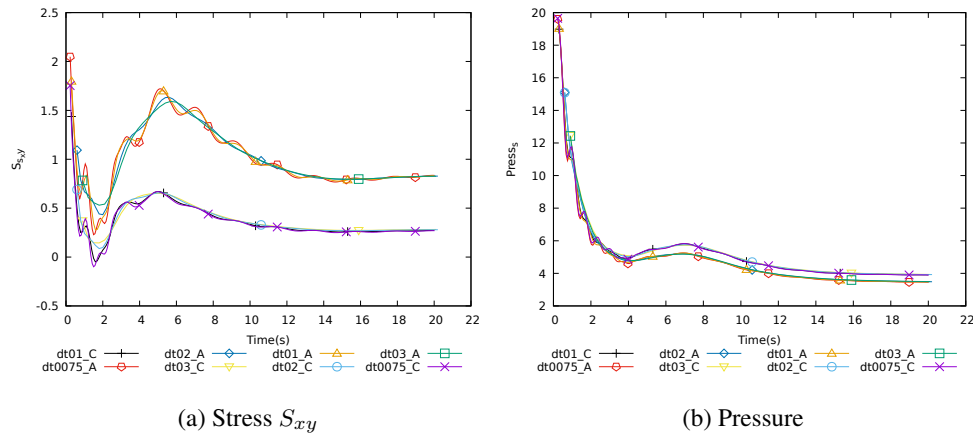 2.5
2
1.5
1
0.5
0
-0.5
S_{s_xy}
0 2 4 6 8 10 12 14 16 18 20 22
Time(s)
dt01_C dt02_A dt01_A dt03_A
dt0075_A dt03_C dt02_C dt0075_C
(a) Stress S_{xy}
20
18
16
14
12
10
8
6
4
2
Press_s
0 2 4 6 8 10 12 14 16 18 20 22
Time(s)
dt01_C dt02_A dt01_A dt03_A
dt0075_A dt03_C dt02_C dt0075_C
(b) Pressure